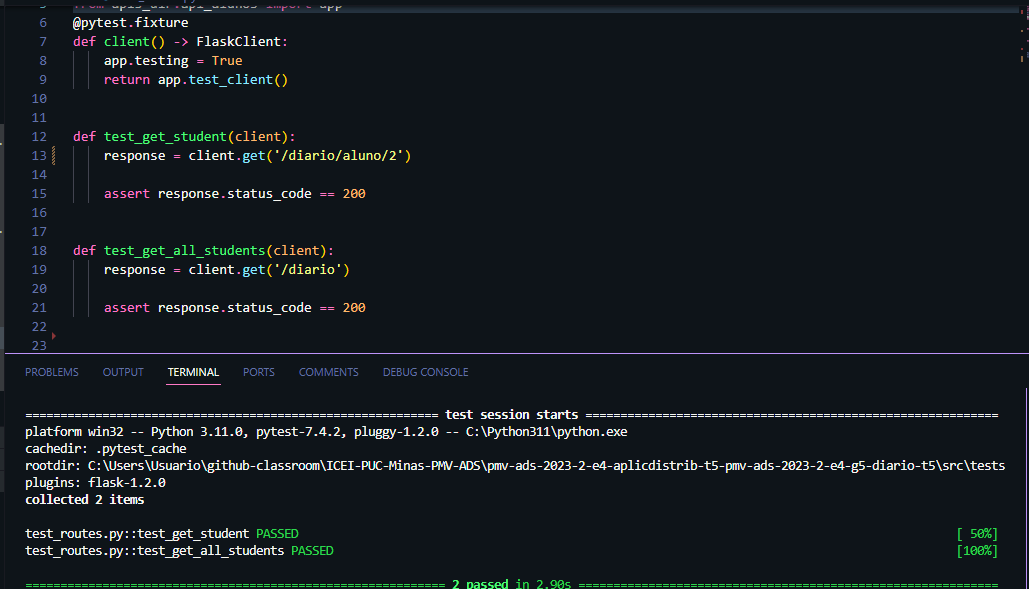 5 from apis_dir.api_diarios import app
6 @pytest.fixture
7 def client() -> FlaskClient:
8 app.testing = True
9 return app.test_client()
10
11
12 def test_get_student(client):
13 response = client.get('/diario/aluno/2')
14
15 assert response.status_code == 200
16
17
18 def test_get_all_students(client):
19 response = client.get('/diario')
20
21 assert response.status_code == 200
22
23
PROBLEMS OUTPUT TERMINAL PORTS COMMENTS DEBUG CONSOLE
=========================================================== test session starts ===========================================================
platform win32 -- Python 3.11.0, pytest-7.4.2, pluggy-1.2.0 -- C:\Python311\python.exe
cachedir: .pytest_cache
rootdir: C:\Users\Usuario\github-classroom\ICEI-PUC-Minas-PMV-ADS\pmv-ads-2023-2-e4-aplicdistrib-t5-pmv-ads-2023-2-e4-g5-diario-t5\src\tests
plugins: flask-1.2.0
collected 2 items
test_routes.py::test_get_student PASSED [ 50%]
test_routes.py::test_get_all_students PASSED [100%]
============================================================ 2 passed in 2.90s ============================================================